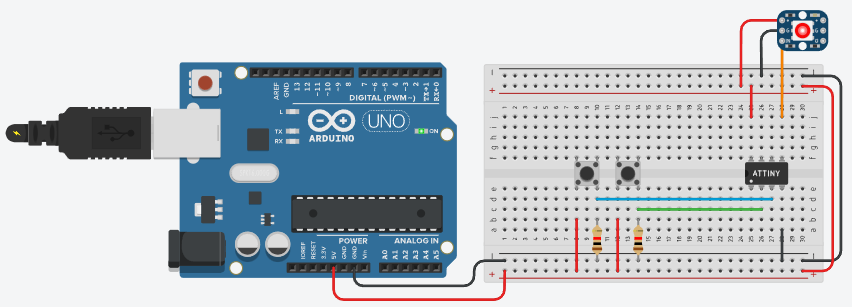 AREF
GND
13
12
~11
~10
~9
8
7
~6
~5
4
~3
2
TX→1
RX←0
DIGITAL (PWM~)
L
TX
RX
ARDUINO
UNO
ON
POWER
ANALOG IN
IOREF
RESET
3.3V
5V
GND
GND
Vin
A0
A1
A2
A3
A4
A5
ATTINY
j
i
h
g
f
e
d
c
b
a
j
i
h
g
f
e
d
c
b
a